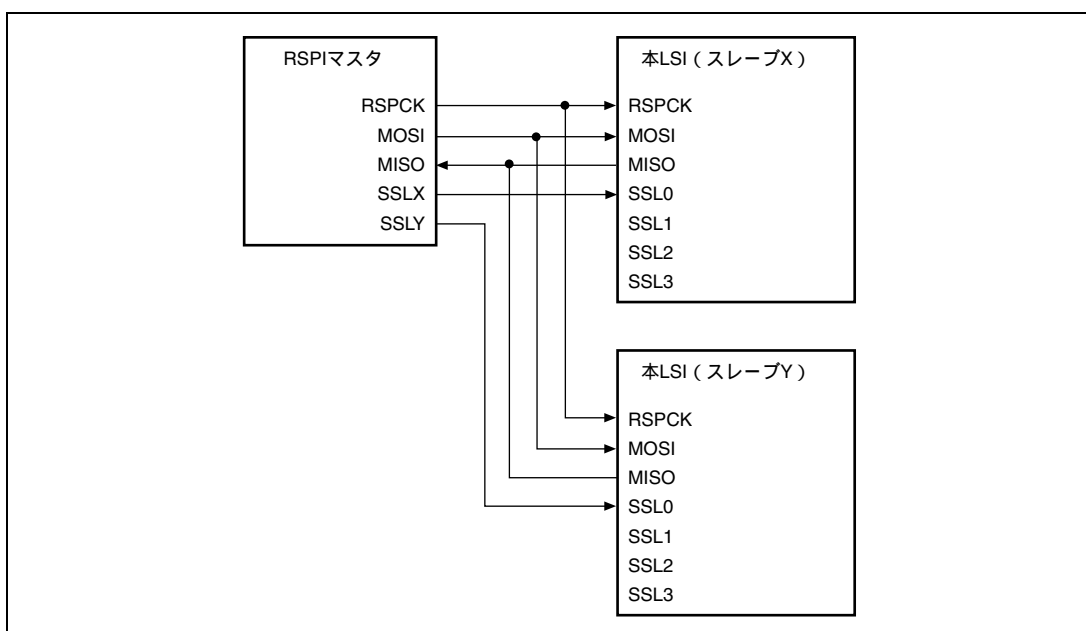 RSPIマスタ
RSPCK
MOSI
MISO
SSLX
SSLY
本LSI（スレーブX）
RSPCK
MOSI
MISO
SSL0
SSL1
SSL2
SSL3
本LSI（スレーブY）
RSPCK
MOSI
MISO
SSL0
SSL1
SSL2
SSL3